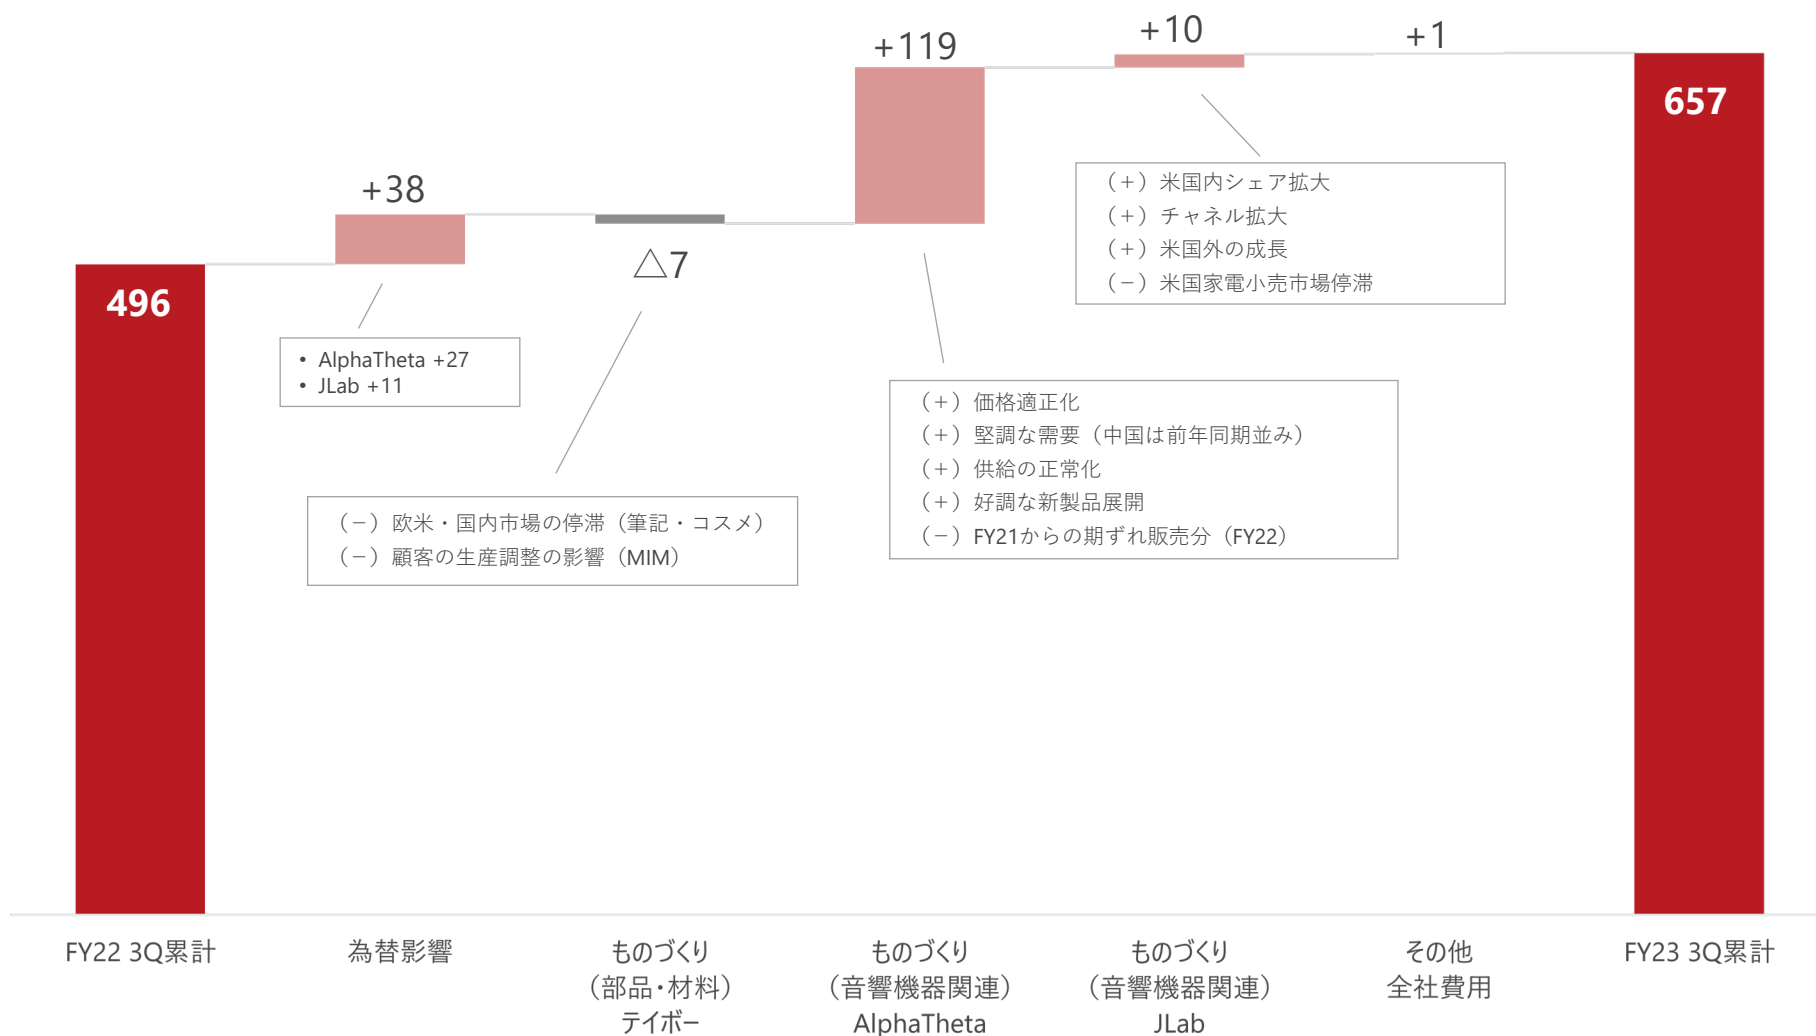 +119
+10
+1
657
+38
496
△7
• AlphaTheta +27
• JLab +11
（－）欧米・国内市場の停滞（筆記・コスメ）
（－）顧客の生産調整の影響（MIM）
（＋）価格適正化
（＋）堅調な需要（中国は前年同期並み）
（＋）供給の正常化
（＋）好調な新製品展開
（－）FY21からの期ずれ販売分（FY22）
（＋）米国内シェア拡大
（＋）チャネル拡大
（＋）米国外の成長
（－）米国家電小売市場停滞
FY22 3Q累計
為替影響
ものづくり
（部品・材料）
テイボー
ものづくり
（音響機器関連）
AlphaTheta
ものづくり
（音響機器関連）
JLab
その他
全社費用
FY23 3Q累計